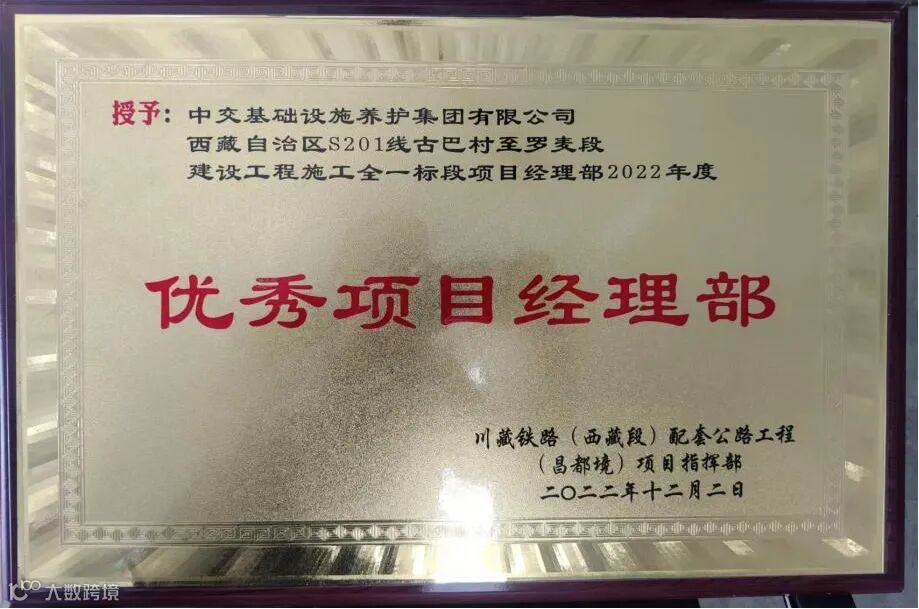 授予：中交基础设施养护集团有限公司
西藏自治区S201线古巴村至罗麦段
建设工程施工全一标段项目经理部2022年度
优秀项目经理部
川藏铁路（西藏段）配套公路工程
（昌都境）项目指挥部
二〇二二年十二月二日
大数跨境